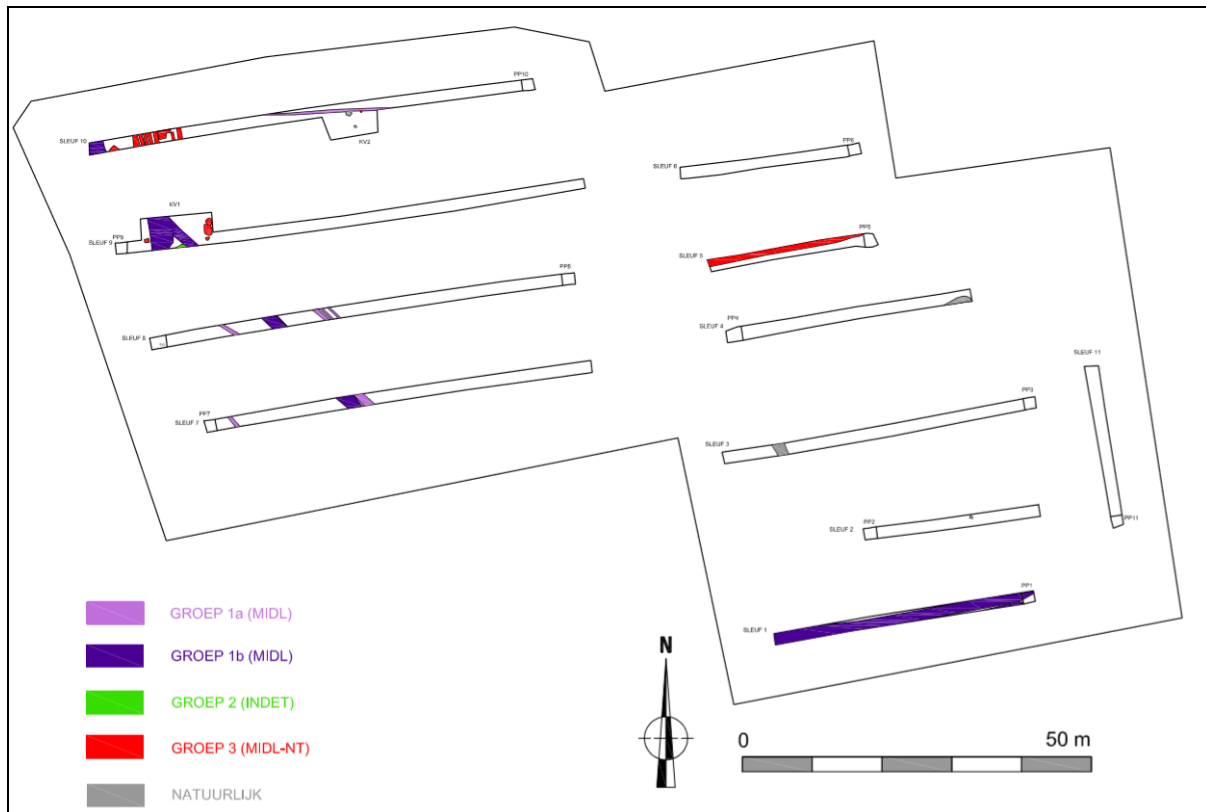 PP10
SLEUF 10
KV2
PP6
SLEUF 6
KV1
PP9
SLEUF 9
PP5
SLEUF 5
PP8
SLEUF 8
PP4
SLEUF 4
SLEUF 11
PP7
SLEUF 7
PP3
SLEUF 3
PP2
SLEUF 2
PP11
PP1
SLEUF 1
GROEP 1a (MIDL)
GROEP 1b (MIDL)
GROEP 2 (INDET)
GROEP 3 (MIDL-NT)
NATUURLIJK
N
0 50 m